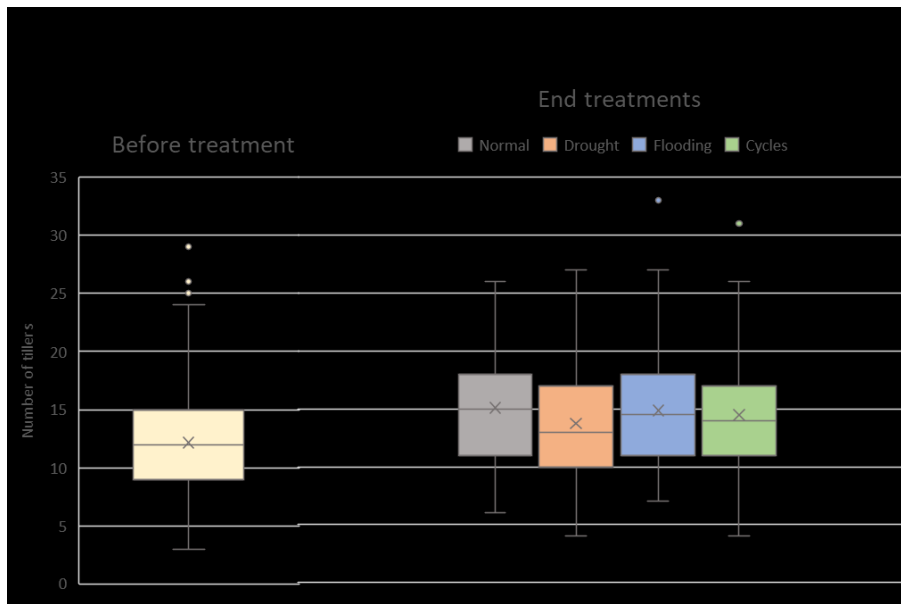 End treatments
Before treatment
Normal Drought Flooding Cycles
35
30
25
20
15
10
5
0
Number of tillers